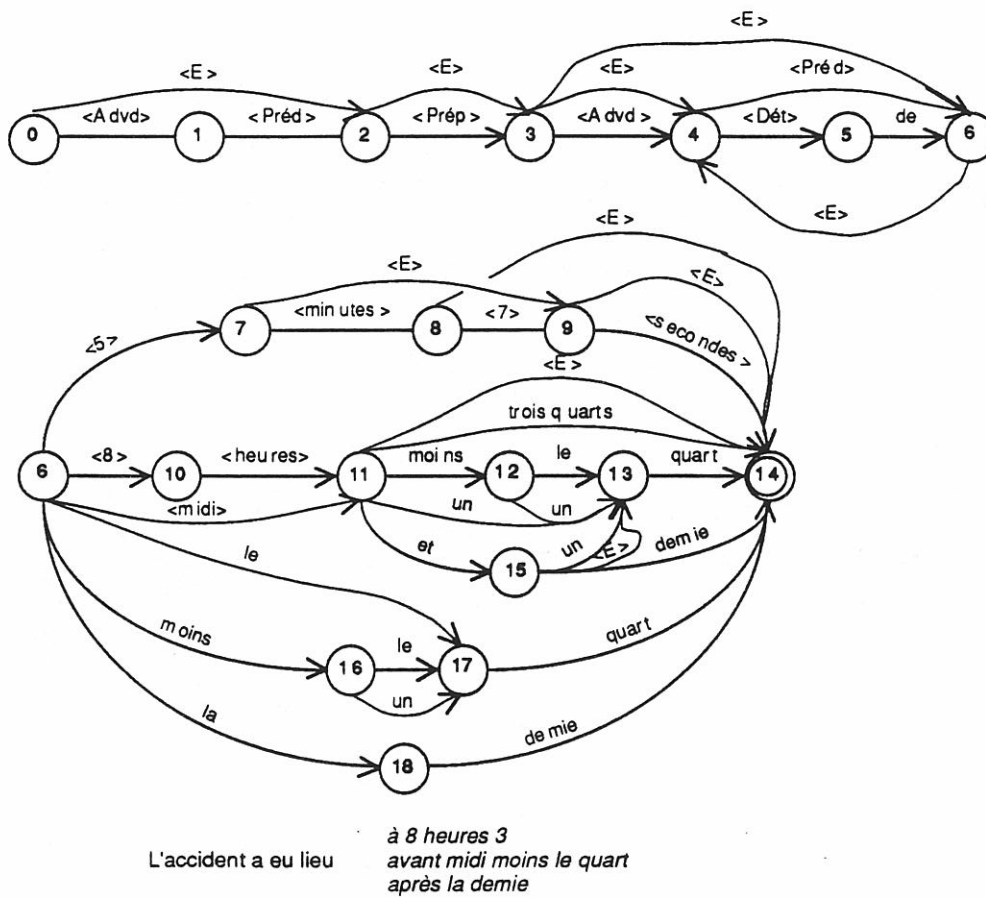 <E>
<E> <E> <E> <Préd>
0 <Advd> 1 <Préd> 2 <Prép> 3 <Advd> 4 <Dét> 5 de 6
<E>
<E>
<E> <E>
7 <minutes> 8 <7> 9 <secondes>
<5>
<E>
trois quarts
6 <8> 10 <heures> 11 moins 12 le 13 quart 14
<midi> un un
et 15 un <E> demie
le
moins 16 le 17 quart
un
la 18 demie
à 8 heures 3
L'accident a eu lieu avant midi moins le quart
après la demie